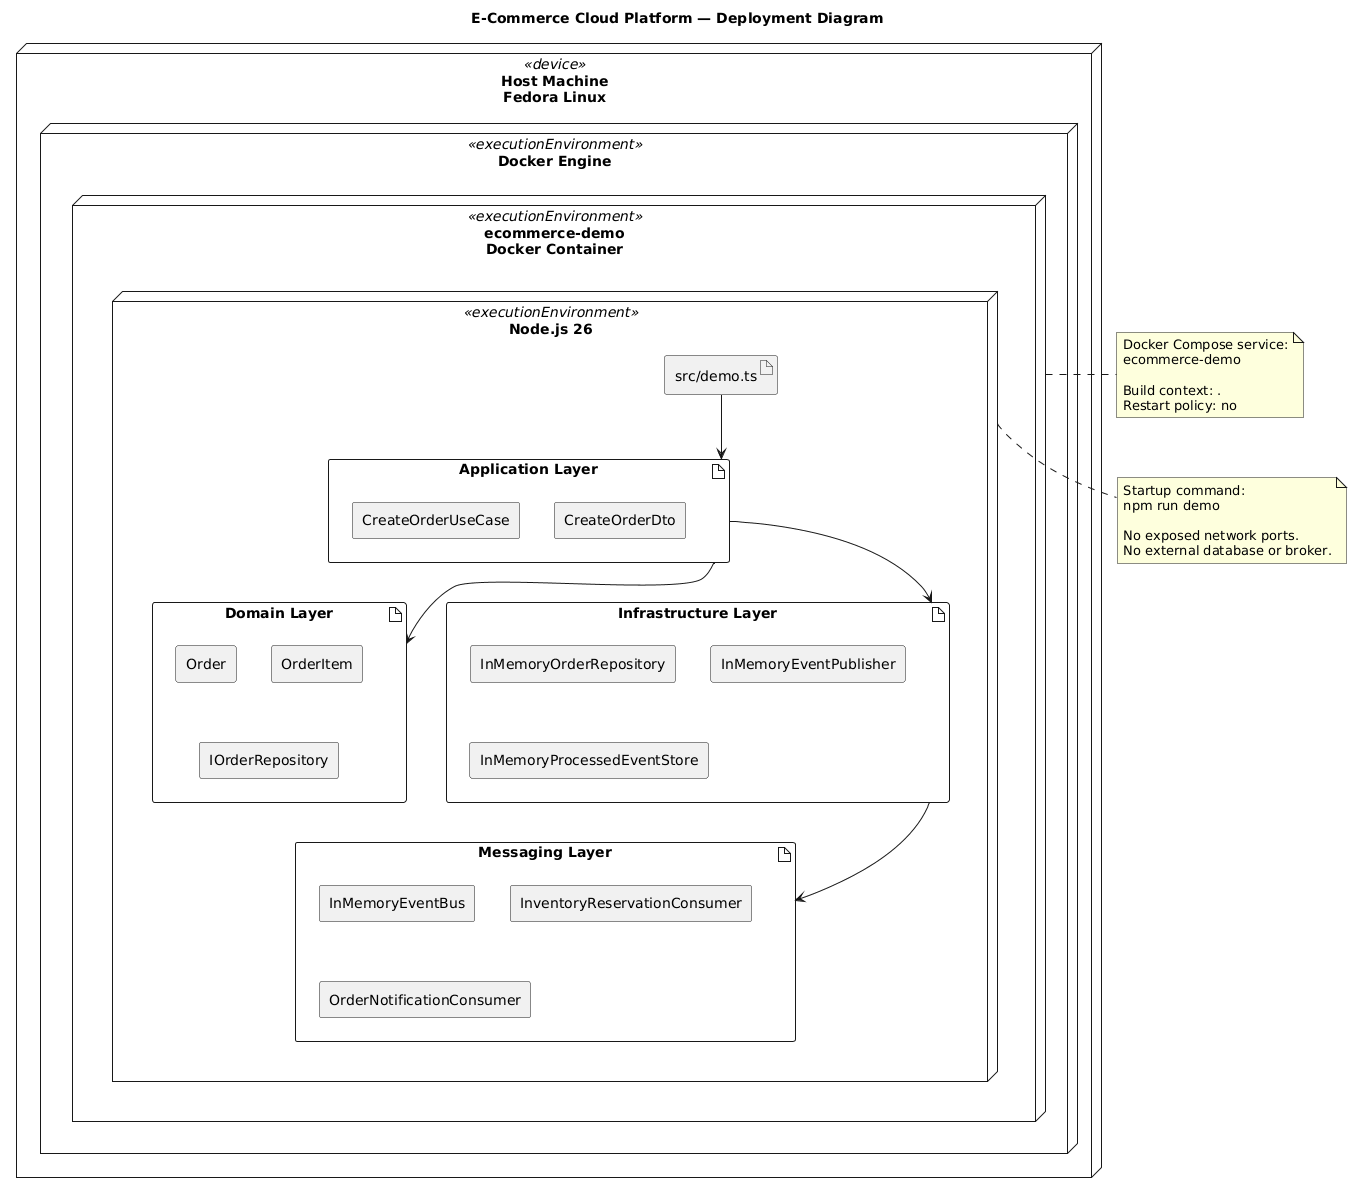 E-Commerce Cloud Platform — Deployment Diagram
«device»
Host Machine
Fedora Linux
«executionEnvironment»
Docker Engine
«executionEnvironment»
ecommerce-demo
Docker Container
«executionEnvironment»
Node.js 26
src/demo.ts
Application Layer
CreateOrderUseCase
CreateOrderDto
Domain Layer
Order
OrderItem
IOrderRepository
Infrastructure Layer
InMemoryOrderRepository
InMemoryEventPublisher
InMemoryProcessedEventStore
Messaging Layer
InMemoryEventBus
InventoryReservationConsumer
OrderNotificationConsumer
Docker Compose service:
ecommerce-demo
Build context: .
Restart policy: no
Startup command:
npm run demo
No exposed network ports.
No external database or broker.